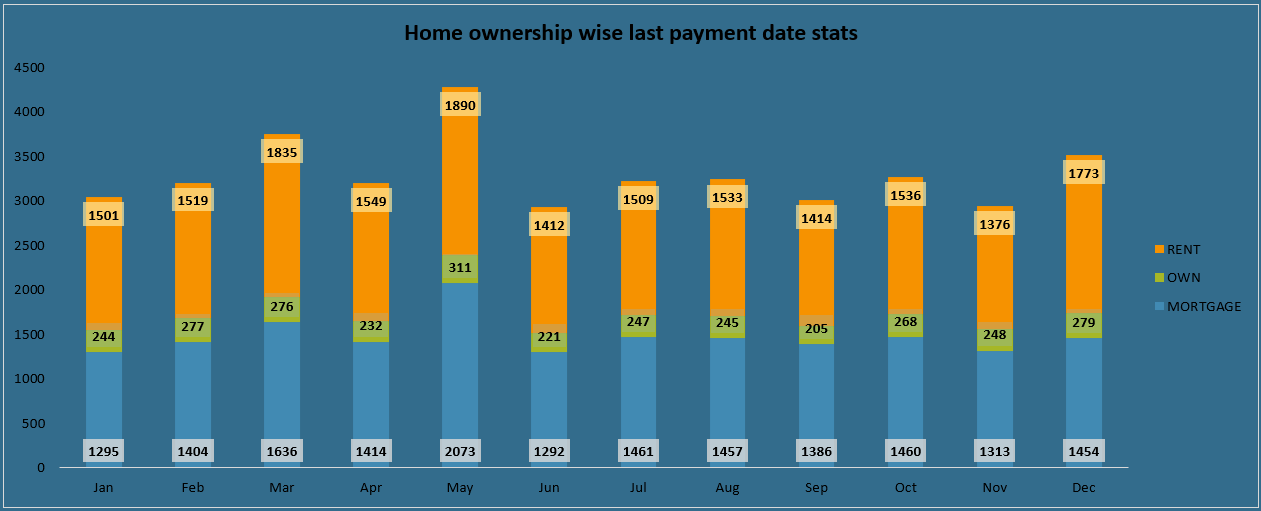 Home ownership wise last payment date stats
4500
4000
3500
3000
2500
2000
1500
1000
500
0
1501 1519 1835 1549 1890 1412 1509 1533 1414 1536 1376 1773
244 277 276 232 311 221 247 245 205 268 248 279
1295 1404 1636 1414 2073 1292 1461 1457 1386 1460 1313 1454
Jan Feb Mar Apr May Jun Jul Aug Sep Oct Nov Dec
RENT
OWN
MORTGAGE